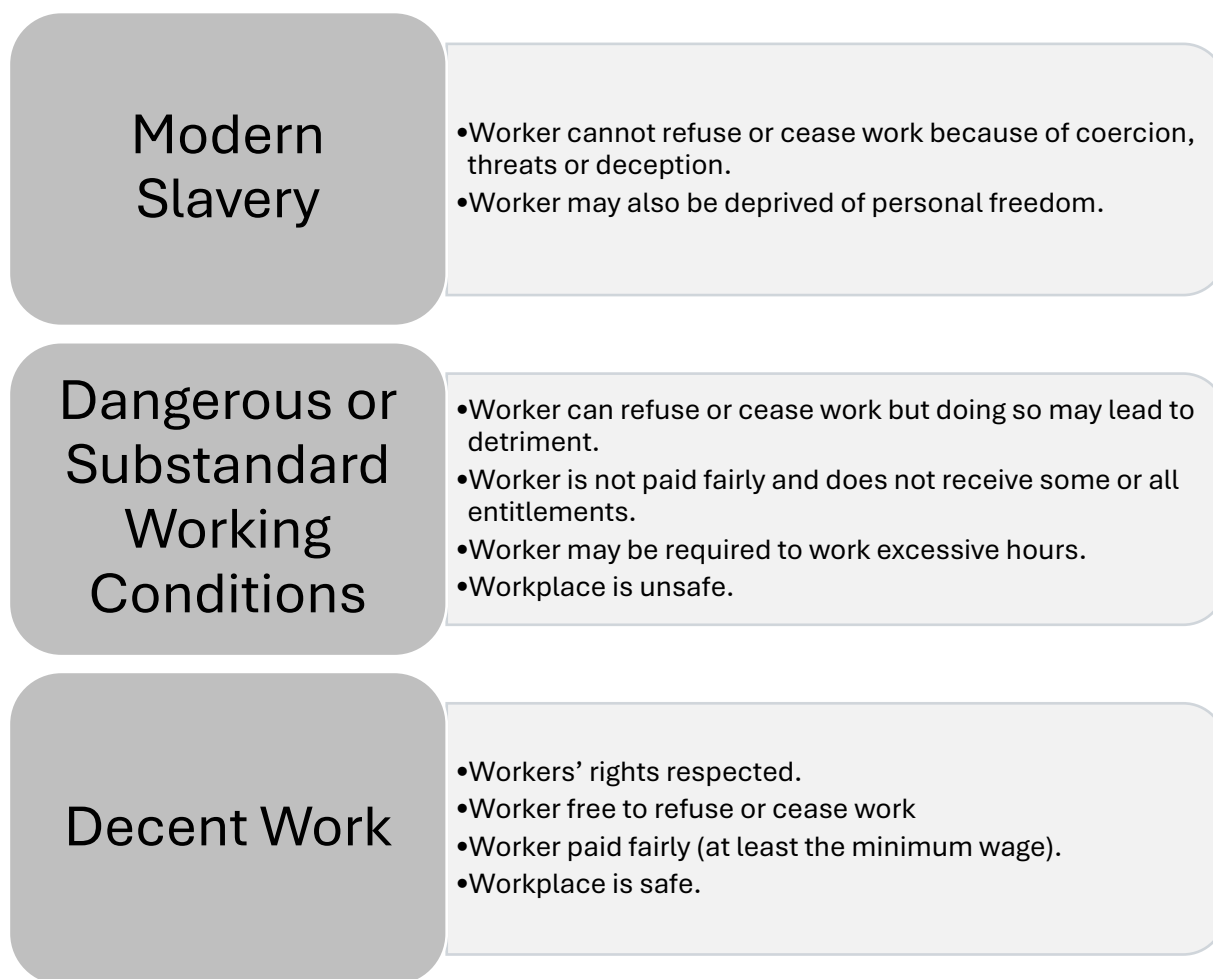 Modern
Slavery
•Worker cannot refuse or cease work because of coercion,
threats or deception.
•Worker may also be deprived of personal freedom.
Dangerous or
Substandard
Working
Conditions
•Worker can refuse or cease work but doing so may lead to
detriment.
•Worker is not paid fairly and does not receive some or all
entitlements.
•Worker may be required to work excessive hours.
•Workplace is unsafe.
Decent Work
•Workers’ rights respected.
•Worker free to refuse or cease work
•Worker paid fairly (at least the minimum wage).
•Workplace is safe.